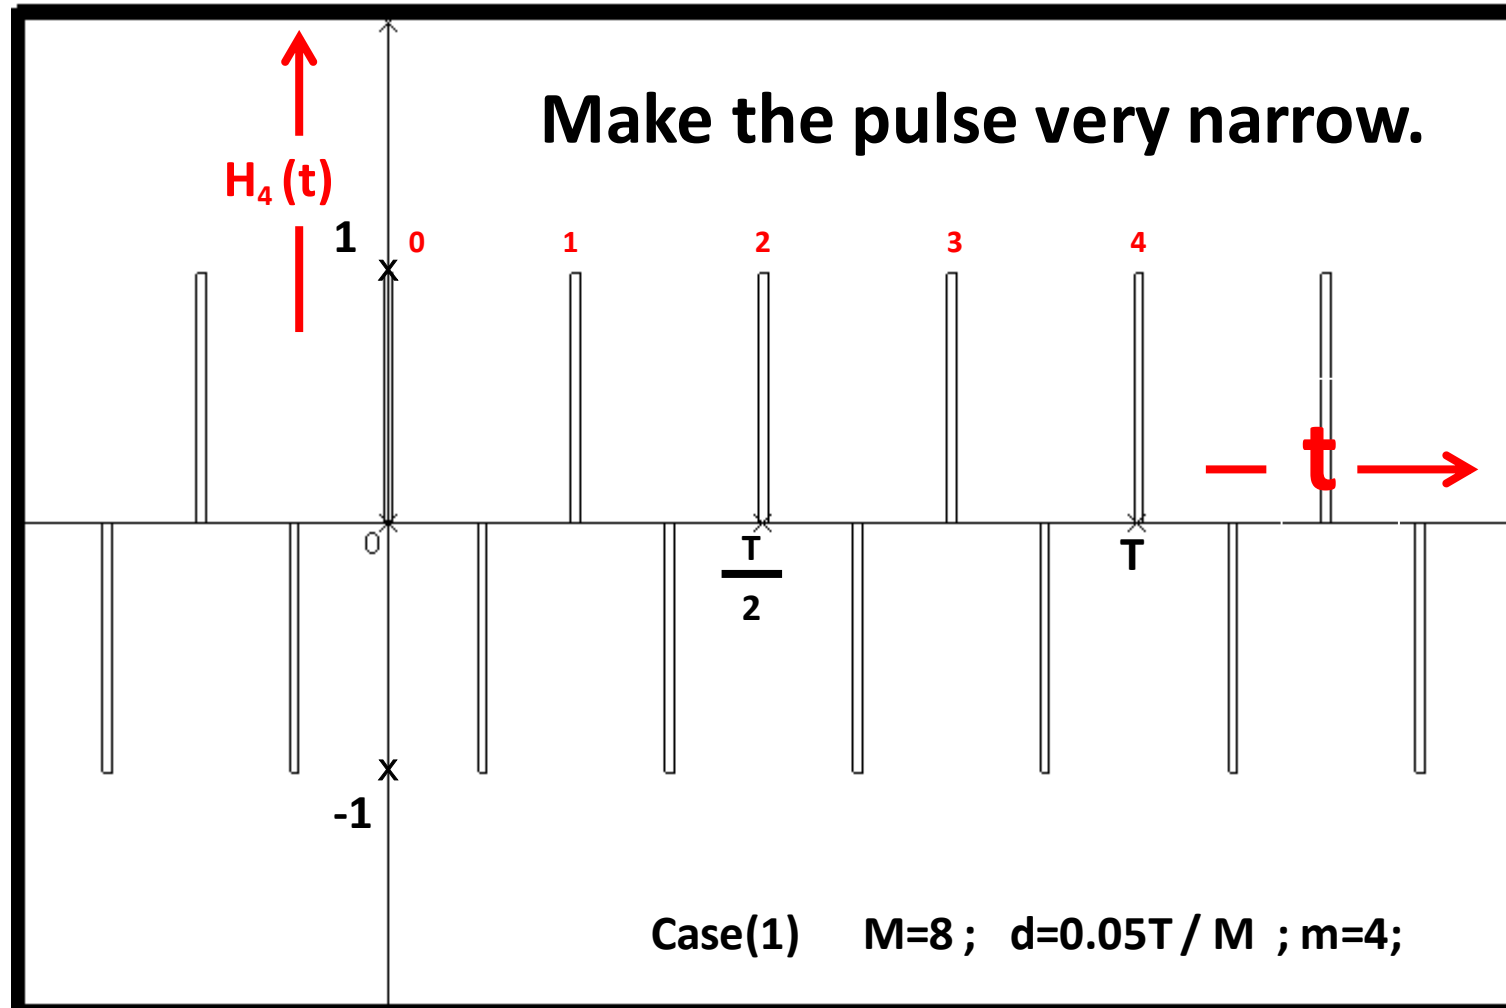 Make the pulse very narrow.
H₄ (t)
1
0 1 2 3 4
t
0
T
2
T
-1
Case(1) M=8 ; d=0.05T / M ; m=4;